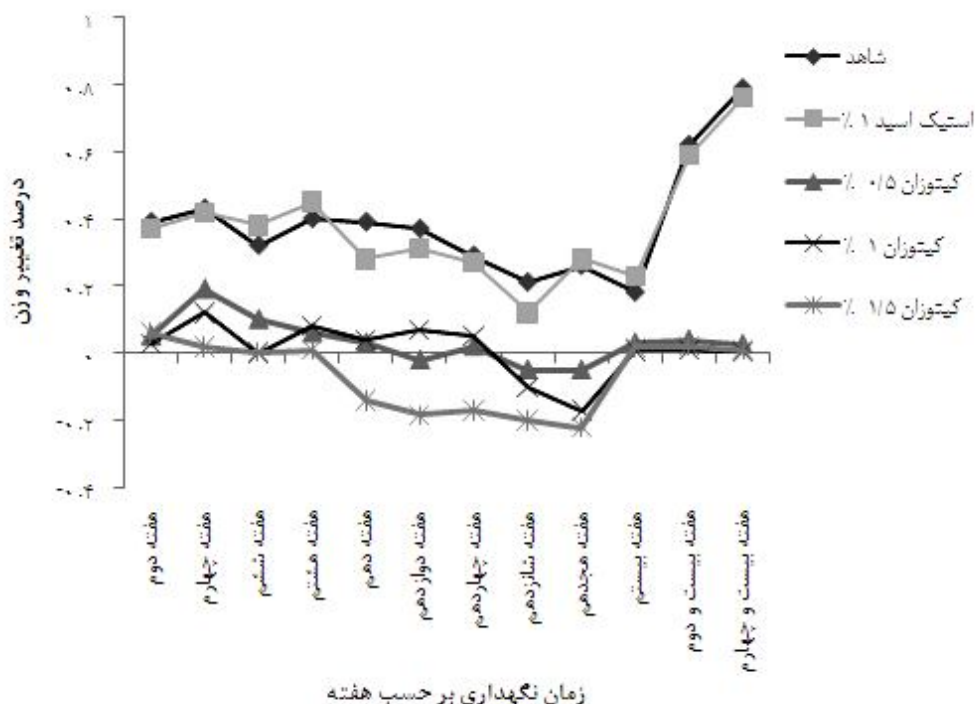 ۱
۰.۸
۰.۶
۰.۴
۰.۲
۰
-۰.۲
-۰.۴
درصد تغییر وزن
شاهد
استیک اسید ۱ ٪
کیتوزان ۰/۵ ٪
کیتوزان ۱ ٪
کیتوزان ۱/۵ ٪
هفته دوم
هفته چهارم
هفته ششم
هفته هشتم
هفته دهم
هفته دوازدهم
هفته چهاردهم
هفته شانزدهم
هفته هجدهم
هفته بیستم
هفته بیست و دوم
هفته بیست و چهارم
زمان نگهداری بر حسب هفته